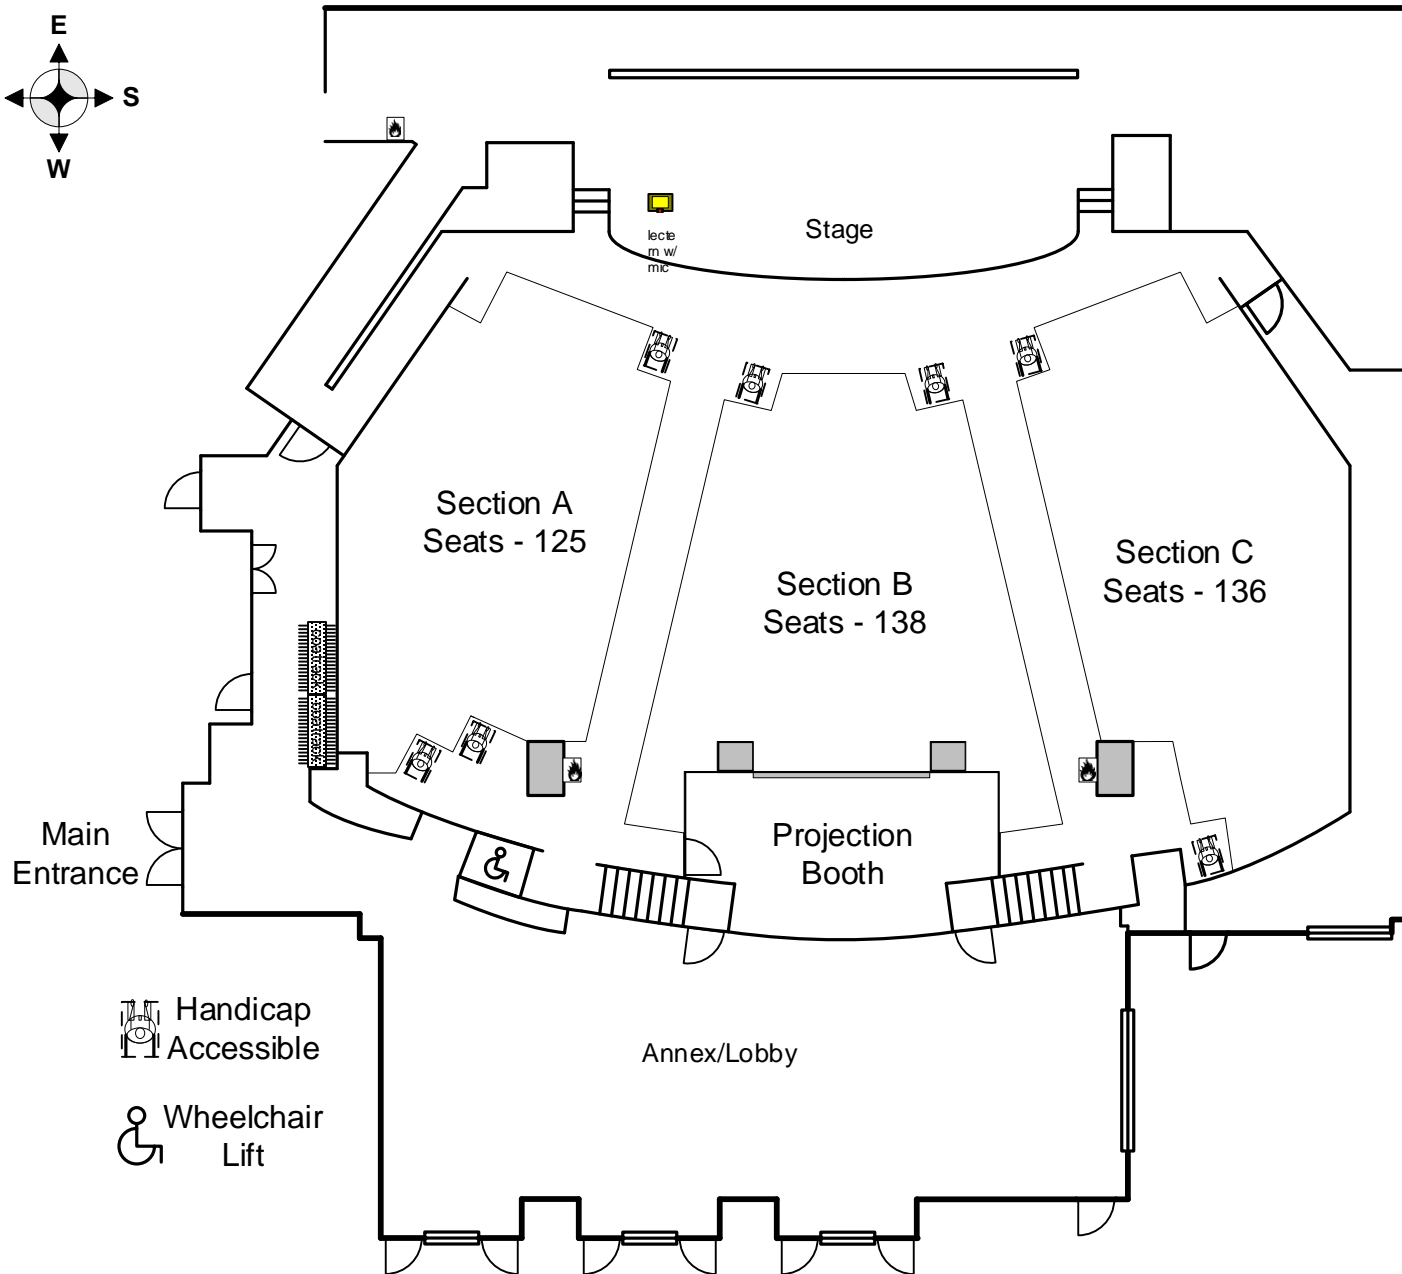 E
S
W
lecte
rn w/
mic
Stage
Section A
Seats - 125
Section B
Seats - 138
Section C
Seats - 136
Main
Entrance
Projection
Booth
Handicap
Accessible
Annex/Lobby
Wheelchair
Lift